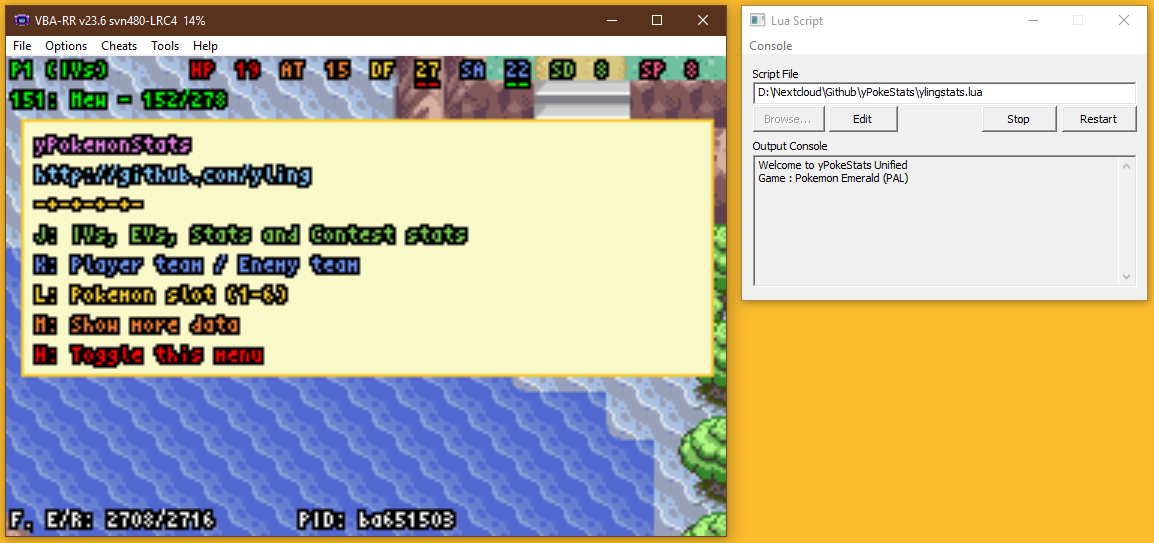 VBA-RR v23.6 svn480-LRC4 14%
File Options Cheats Tools Help
P1 (IVs) HP 19 AT 15 DF 27 SA 22 SD 8 SP 8
151: Mew - 152/278
yPokemonStats
http://github.com/yling
-+-+-+-+-
J: IVs, EVs, Stats and Contest stats
K: Player team // Enemy team
L: Pokemon slot (1-6)
M: Show more data
H: Toggle this menu
F. E/R: 2708/2716 PID: ba651503
Lua Script
Console
Script File
D:\Nextcloud\Github\yPokeStats\ylingstats.lua
Browse... Edit Stop Restart
Output Console
Welcome to yPokeStats Unified
Game : Pokemon Emerald (PAL)